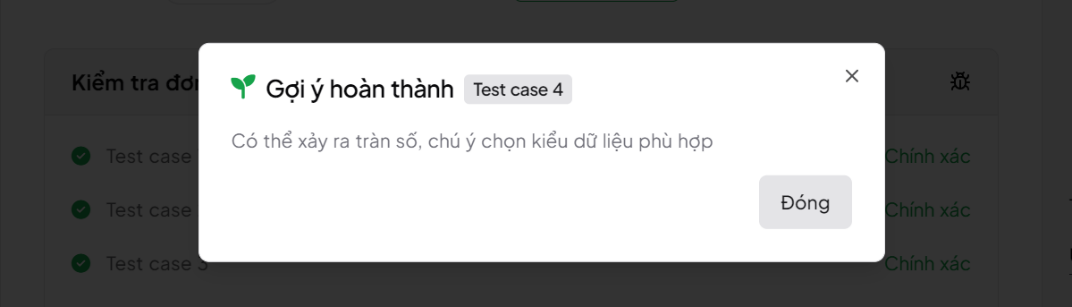 Kiểm tra đơn
Gợi ý hoàn thành Test case 4
Có thể xảy ra tràn số, chú ý chọn kiểu dữ liệu phù hợp
Test case Chính xác
Đóng
Test case Chính xác
Test case 3 Chính xác